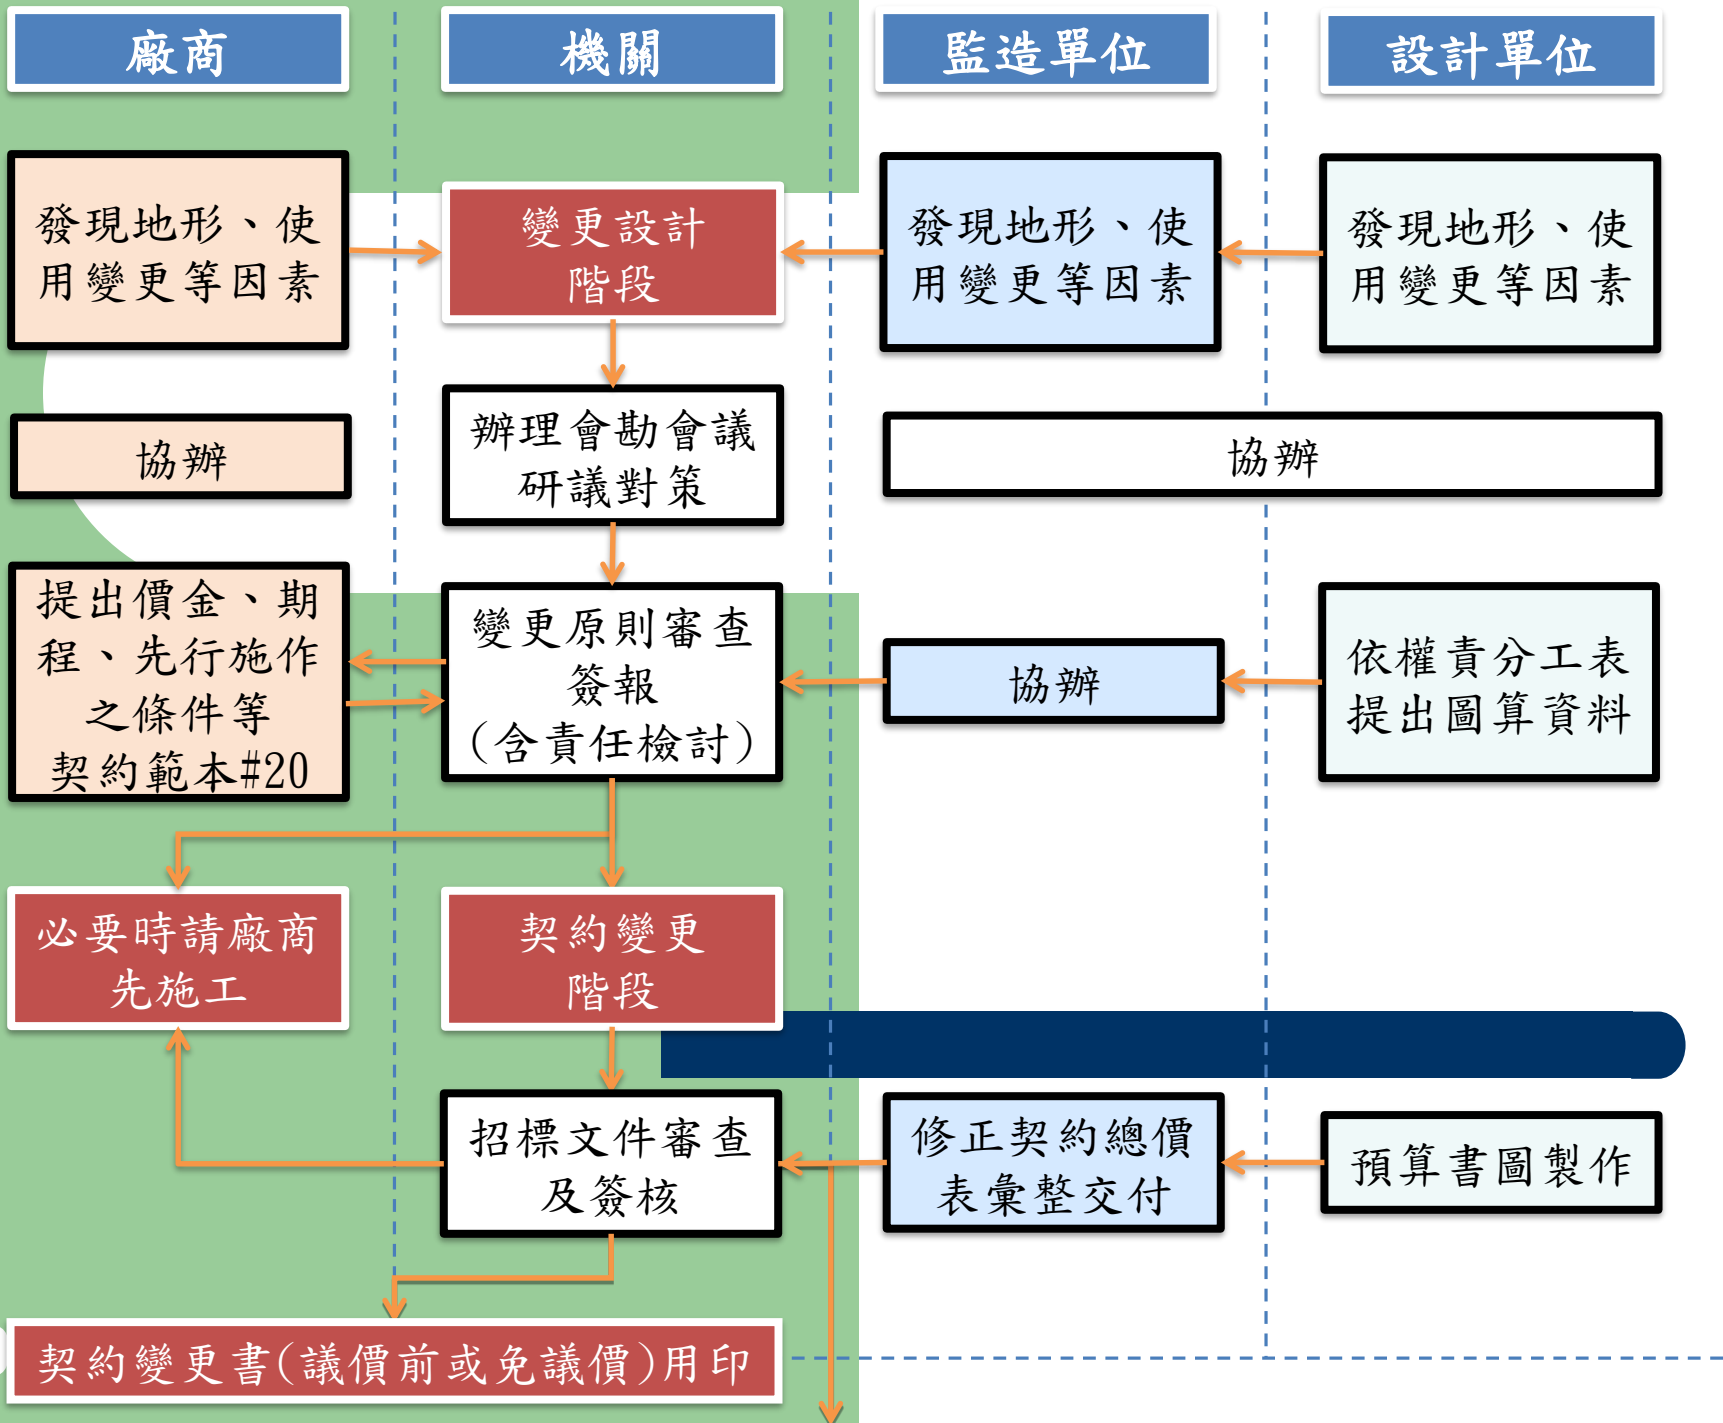 廠商
機關
監造單位
設計單位
發現地形、使
用變更等因素
變更設計
階段
發現地形、使
用變更等因素
發現地形、使
用變更等因素
協辦
辦理會勘會議
研議對策
協辦
提出價金、期
程、先行施作
之條件等
契約範本#20
變更原則審查
簽報
(含責任檢討)
協辦
依權責分工表
提出圖算資料
必要時請廠商
先施工
契約變更
階段
招標文件審查
及簽核
修正契約總價
表彙整交付
預算書圖製作
契約變更書(議價前或免議價)用印